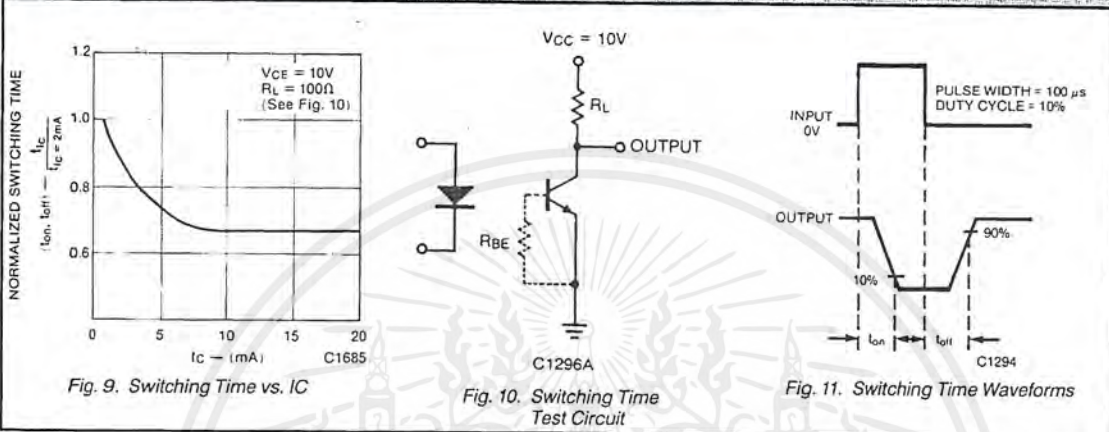 NORMALIZED SWITCHING TIME
(ton, toff) — tIC / tIC = 2mA
1.2
1.0
0.8
0.6
VCE = 10V
RL = 100Ω
(See Fig. 10)
0 5 10 15 20
IC — (mA)
C1685
Fig. 9. Switching Time vs. IC
VCC = 10V
RL
OUTPUT
RBE
C1296A
Fig. 10. Switching Time
Test Circuit
PULSE WIDTH = 100 μs
DUTY CYCLE = 10%
INPUT
0V
OUTPUT
90%
10%
ton
toff
C1294
Fig. 11. Switching Time Waveforms